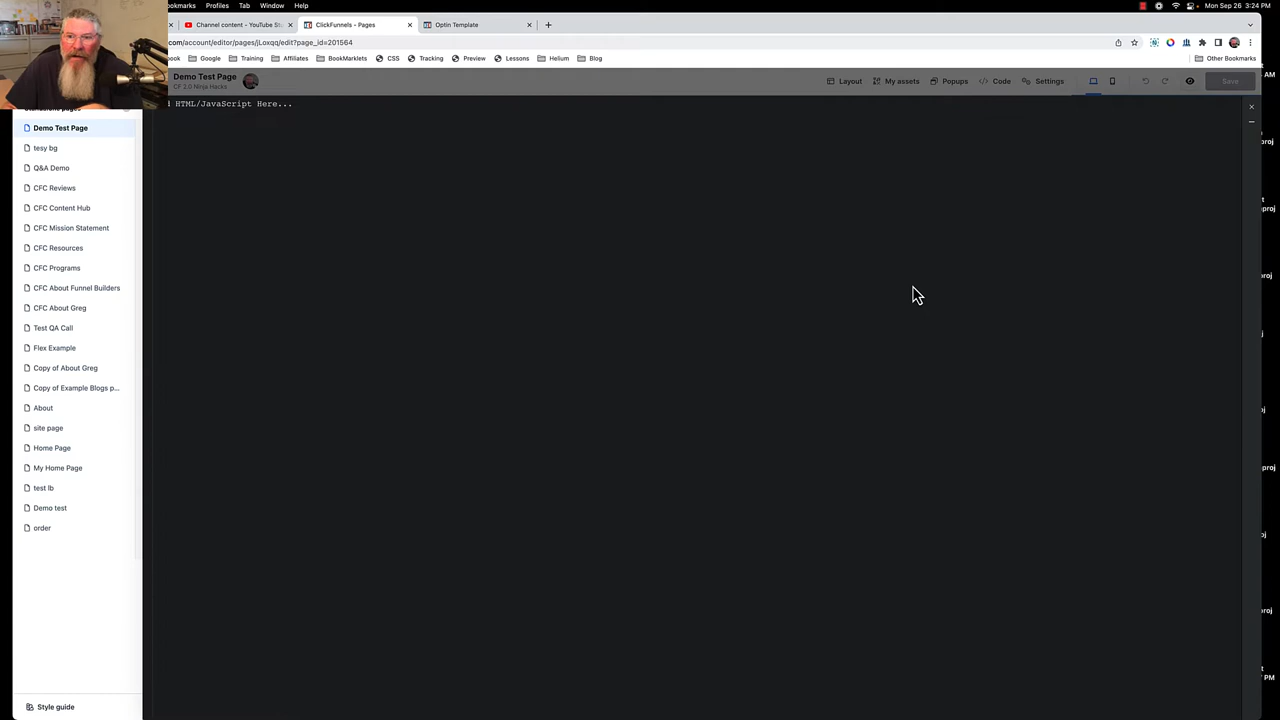 okmarks Profiles Tab Window Help Mon Sep 26 3:24 PM
Channel content - YouTube St ClickFunnels - Pages Optin Template
com/account/editor/pages/jLoxqq/edit?page_id=201564
ook Google Training Affiliates BookMarklets CSS Tracking Preview Lessons Helium Blog Other Bookmarks
Demo Test Page
CF 2.0 Ninja Hacks
Layout My assets Popups Code Settings Save
HTML/JavaScript Here...
Demo Test Page
tesy bg
Q&A Demo
CFC Reviews
CFC Content Hub
CFC Mission Statement
CFC Resources
CFC Programs
CFC About Funnel Builders
CFC About Greg
Test QA Call
Flex Example
Copy of About Greg
Copy of Example Blogs p...
About
site page
Home Page
My Home Page
test lb
Demo test
order
Style guide